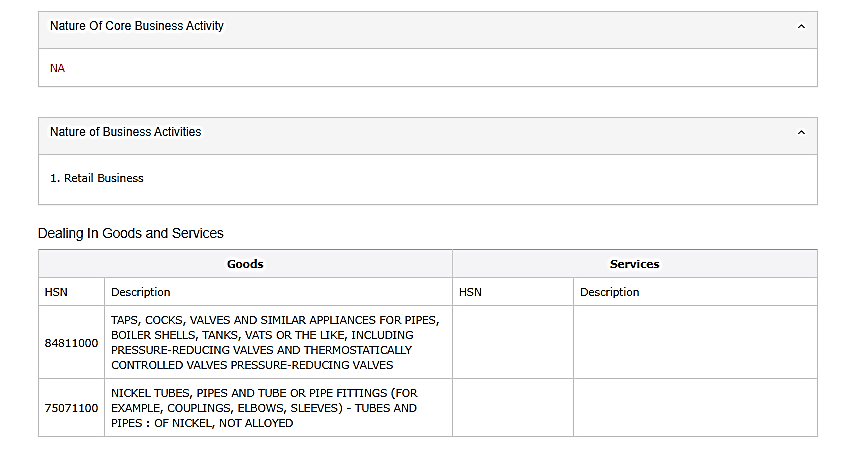 Nature Of Core Business Activity
NA
Nature of Business Activities
1. Retail Business
Dealing In Goods and Services
Goods Services
HSN Description HSN Description
84811000 TAPS, COCKS, VALVES AND SIMILAR APPLIANCES FOR PIPES,
BOILER SHELLS, TANKS, VATS OR THE LIKE, INCLUDING
PRESSURE-REDUCING VALVES AND THERMOSTATICALLY
CONTROLLED VALVES PRESSURE-REDUCING VALVES
75071100 NICKEL TUBES, PIPES AND TUBE OR PIPE FITTINGS (FOR
EXAMPLE, COUPLINGS, ELBOWS, SLEEVES) - TUBES AND
PIPES : OF NICKEL, NOT ALLOYED